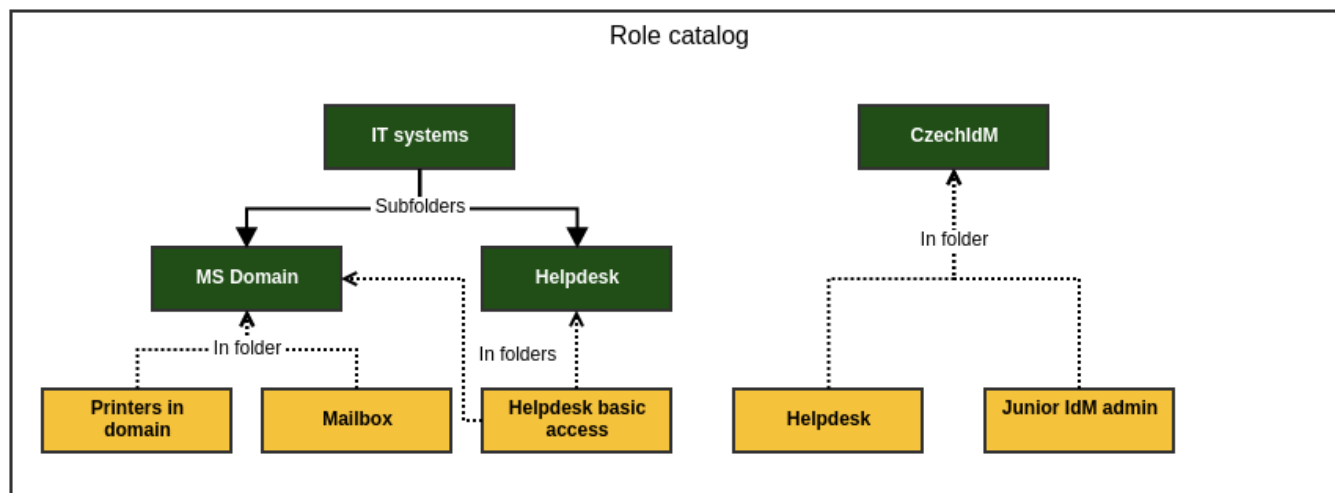 Role catalog
IT systems
CzechIdM
Subfolders
In folder
MS Domain
Helpdesk
In folder
In folders
Printers in
domain
Mailbox
Helpdesk basic
access
Helpdesk
Junior IdM admin